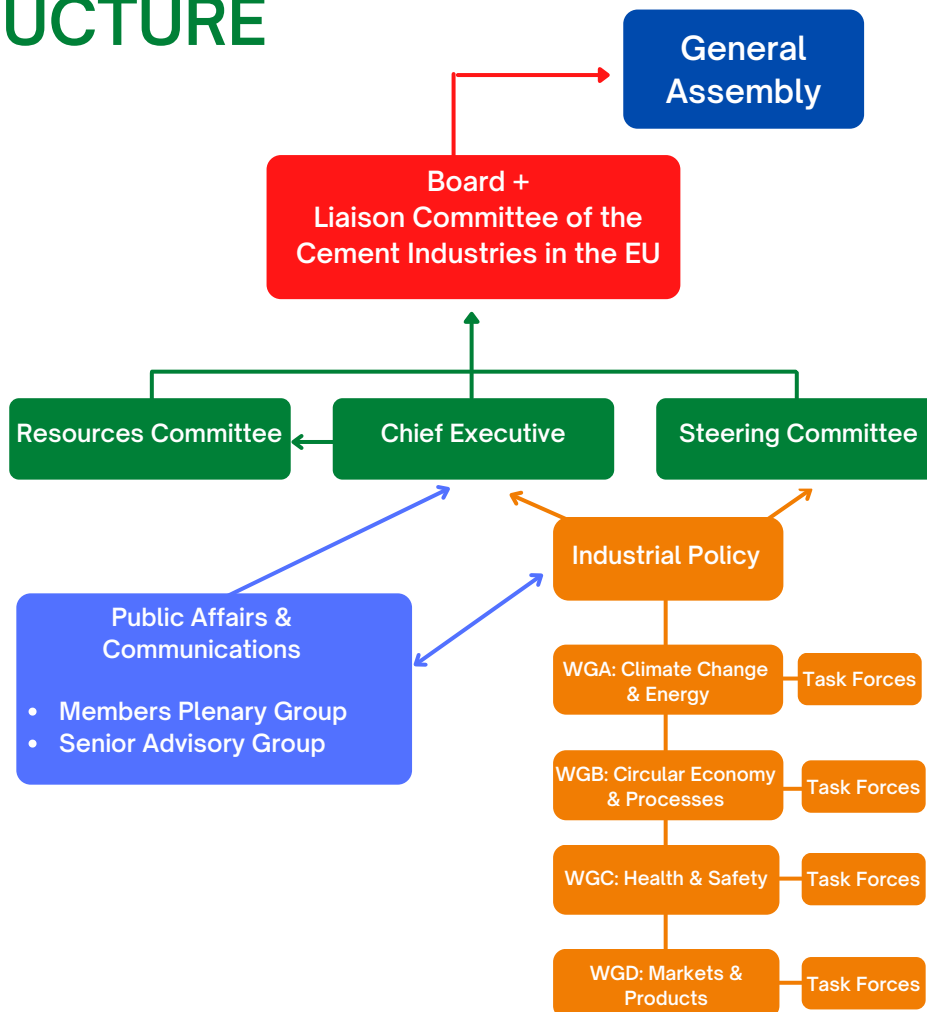 UCTURE
General
Assembly
Board +
Liaison Committee of the
Cement Industries in the EU
Resources Committee
Chief Executive
Steering Committee
Industrial Policy
Public Affairs &
Communications
• Members Plenary Group
• Senior Advisory Group
WGA: Climate Change
& Energy
Task Forces
WGB: Circular Economy
& Processes
Task Forces
WGC: Health & Safety
Task Forces
WGD: Markets &
Products
Task Forces